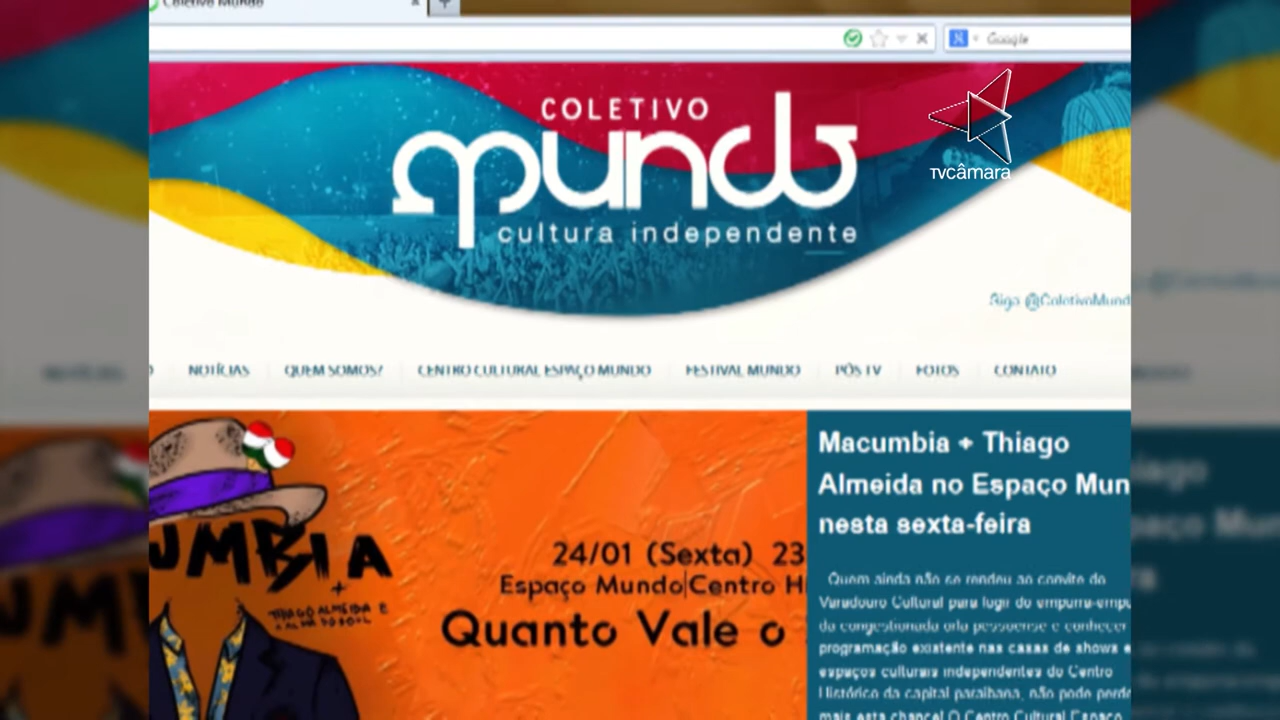 Coletivo Mundo
Google
COLETIVO
mundo
cultura independente
TVCâmara
Siga @ColetivoMund
NOTÍCIAS QUEM SOMOS? CENTRO CULTURAL ESPAÇO MUNDO FESTIVAL MUNDO PÓS TV FOTOS CONTATO
Macumbia + Thiago
Almeida no Espaço Mun
nesta sexta-feira
UMBIA
+
THIAGO ALMEIDA E
24/01 (Sexta) 23
Espaço Mundo|Centro Hi
Quanto Vale o
Quem ainda não se rendeu ao convite do
Varadouro Cultural para fugir do empurra-empu
da congestionada orla pessoense e conhecer
programação existente nas casas de shows e
espaços culturais independentes do Centro
Histórico da capital paraibana, não pode perde
mais esta chance! O Centro Cultural Espaço